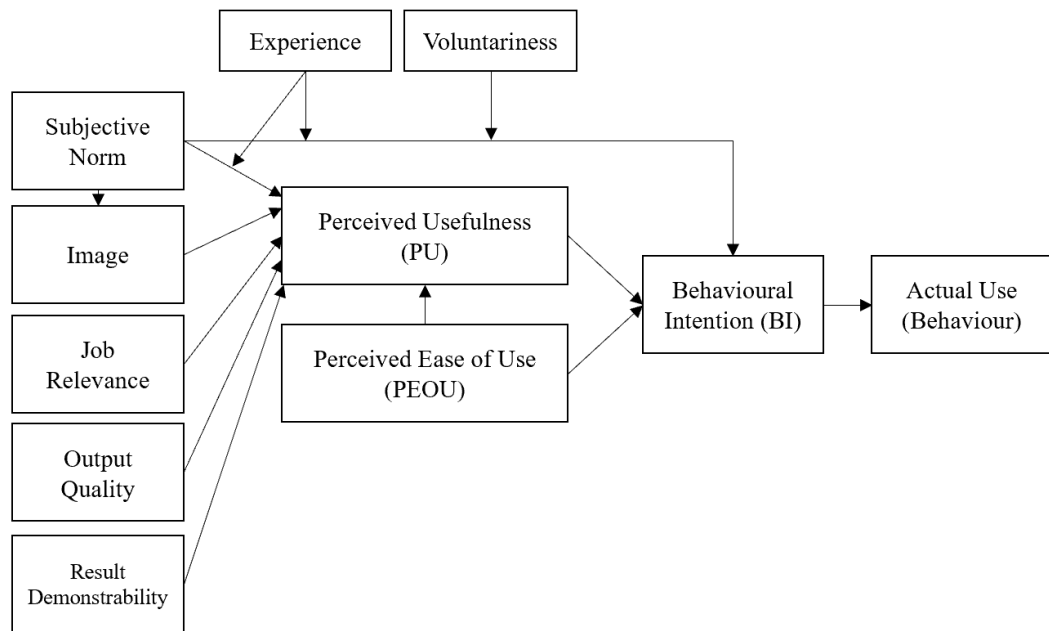 Experience
Voluntariness
Subjective
Norm
Image
Perceived Usefulness
(PU)
Job
Relevance
Perceived Ease of Use
(PEOU)
Behavioural
Intention (BI)
Actual Use
(Behaviour)
Output
Quality
Result
Demonstrability